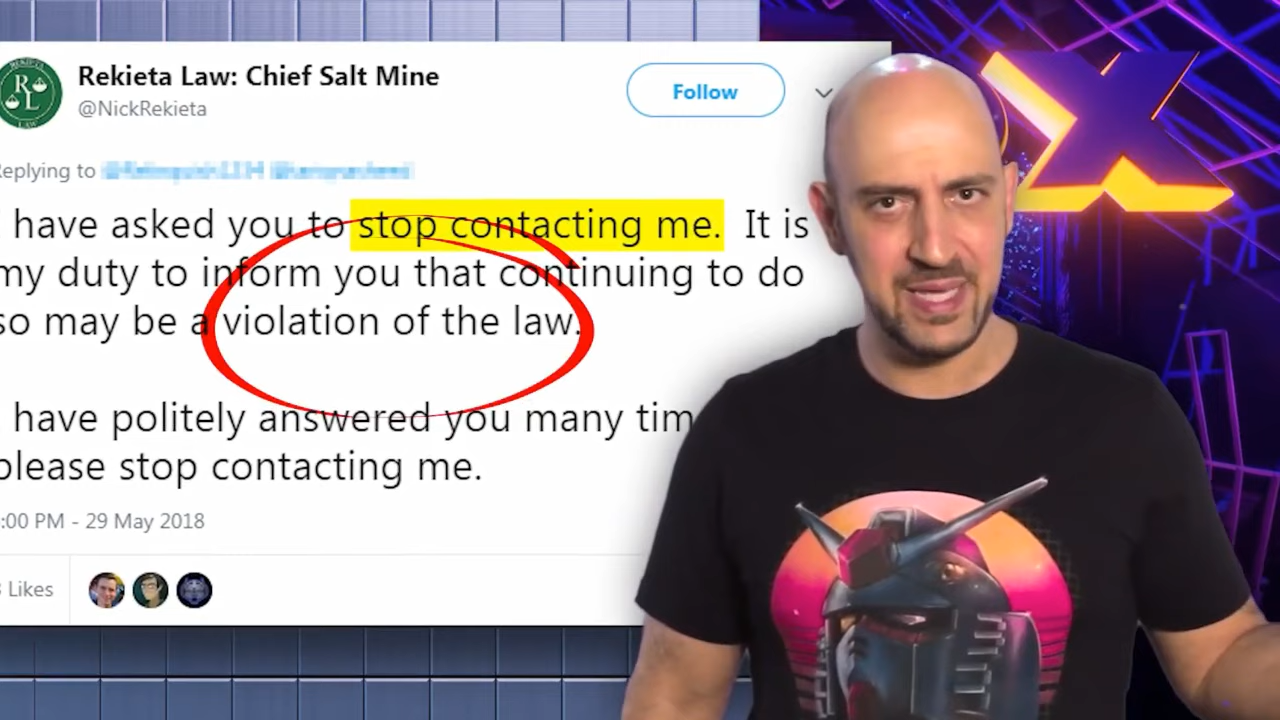 Rekieta Law: Chief Salt Mine
@NickRekieta
Follow
Replying to
have asked you to stop contacting me. It is
my duty to inform you that continuing to do
so may be a violation of the law.
have politely answered you many tim
please stop contacting me.
:00 PM - 29 May 2018
Likes
R
L
X